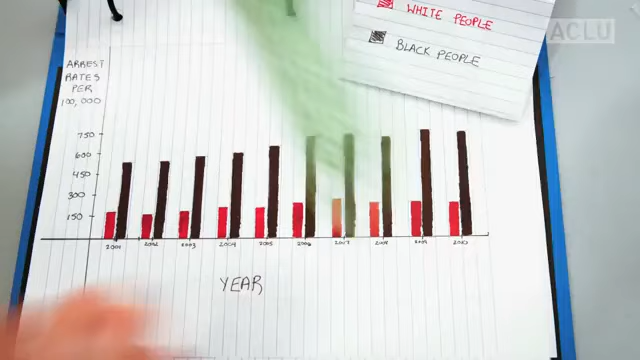 WHITE PEOPLE
ACLU
BLACK PEOPLE
ARREST
RATES
PER
100,000
750
600
450
300
150
2001 2002 2003 2004 2005 2006 2007 2008 2009 2010
YEAR